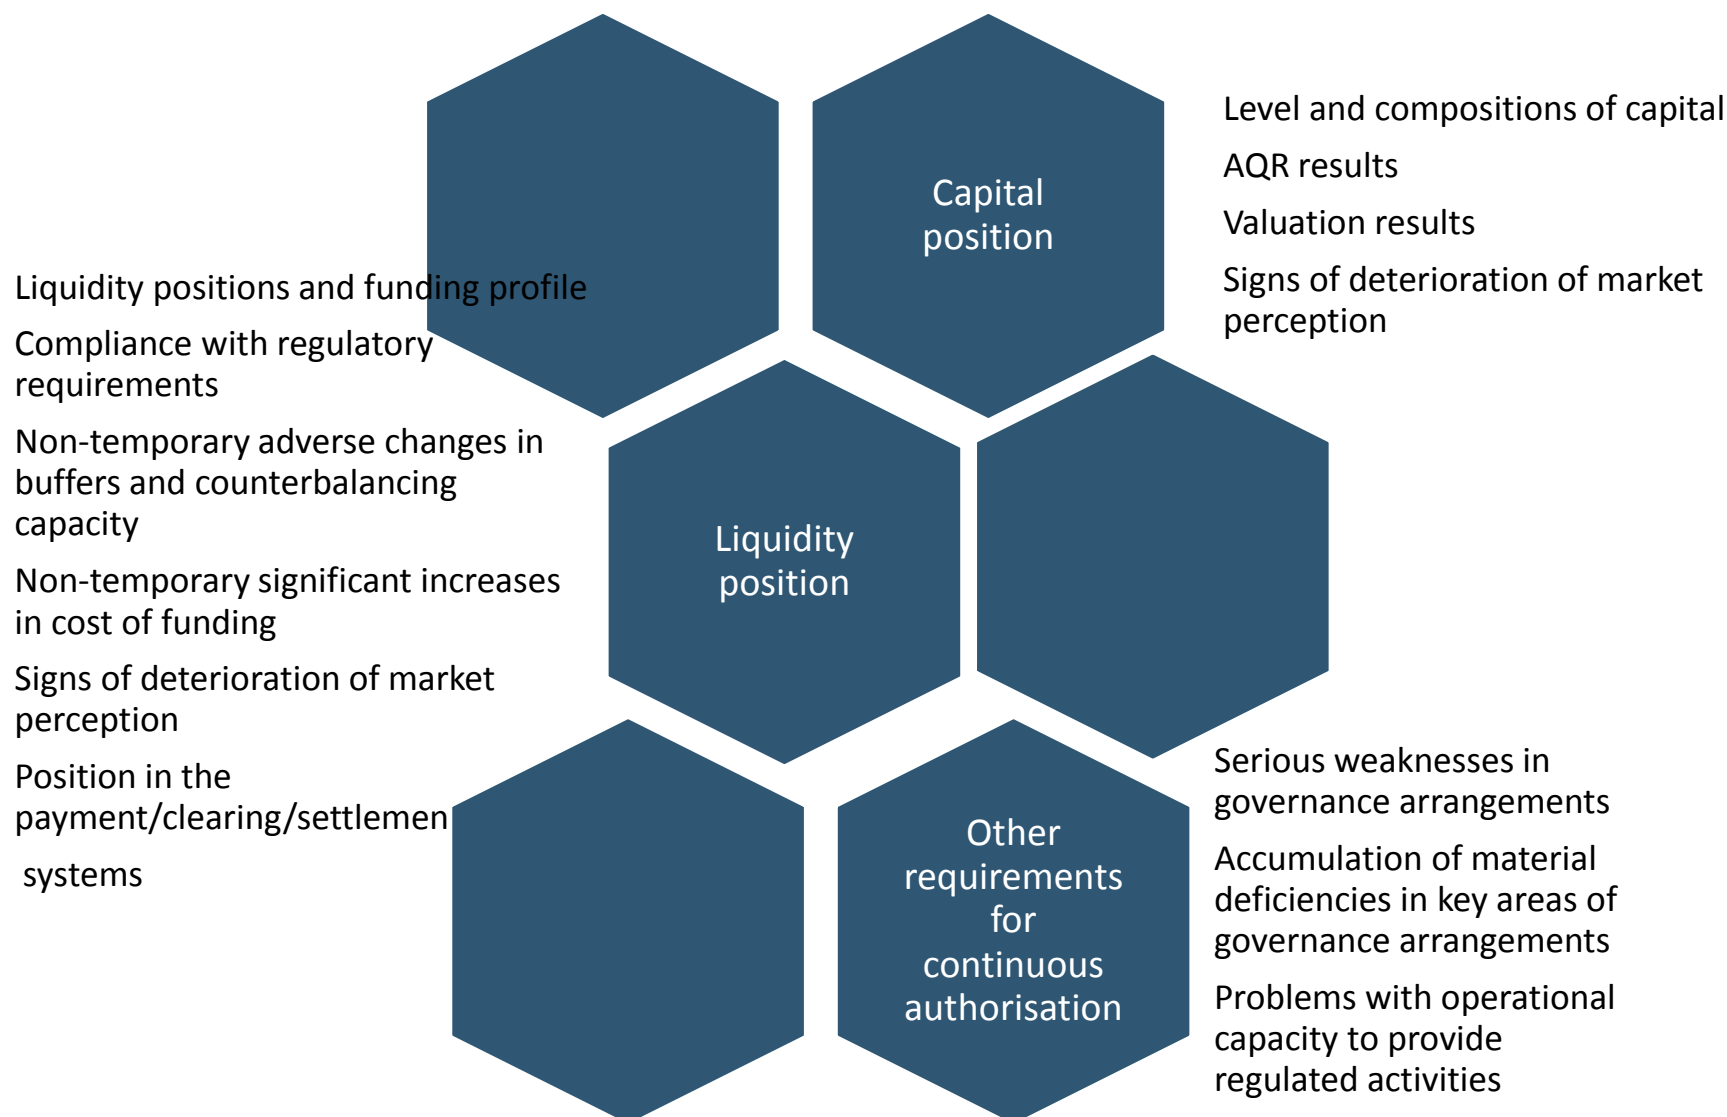 Capital
position
Level and compositions of capital
AQR results
Valuation results
Signs of deterioration of market
perception
Liquidity positions and funding profile
Compliance with regulatory
requirements
Non-temporary adverse changes in
buffers and counterbalancing
capacity
Non-temporary significant increases
in cost of funding
Signs of deterioration of market
perception
Position in the
payment/clearing/settlemen
systems
Liquidity
position
Other
requirements
for
continuous
authorisation
Serious weaknesses in
governance arrangements
Accumulation of material
deficiencies in key areas of
governance arrangements
Problems with operational
capacity to provide
regulated activities